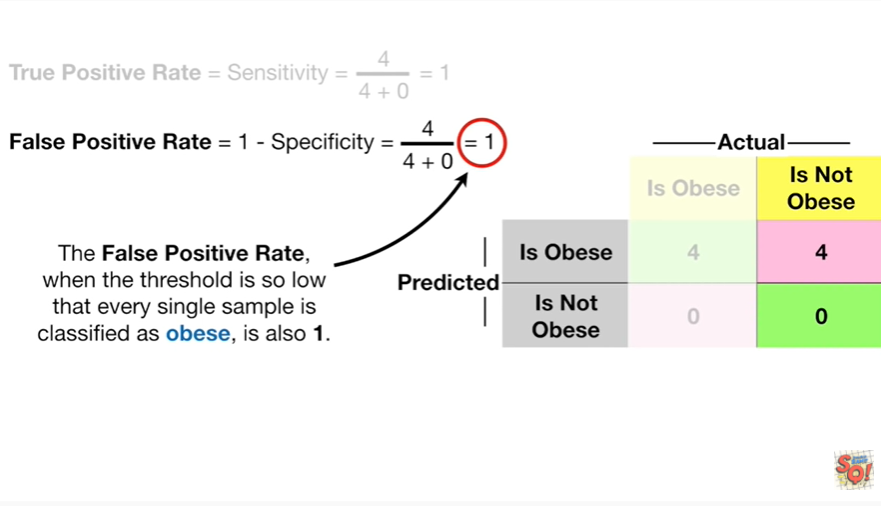 True Positive Rate = Sensitivity = 4 / 4 + 0 = 1
False Positive Rate = 1 - Specificity = 4 / 4 + 0 = 1
The False Positive Rate,
when the threshold is so low
that every single sample is
classified as obese, is also 1.
Actual
Is Obese
Is Not
Obese
Predicted
Is Obese
4
4
Is Not
Obese
0
0
SQ!